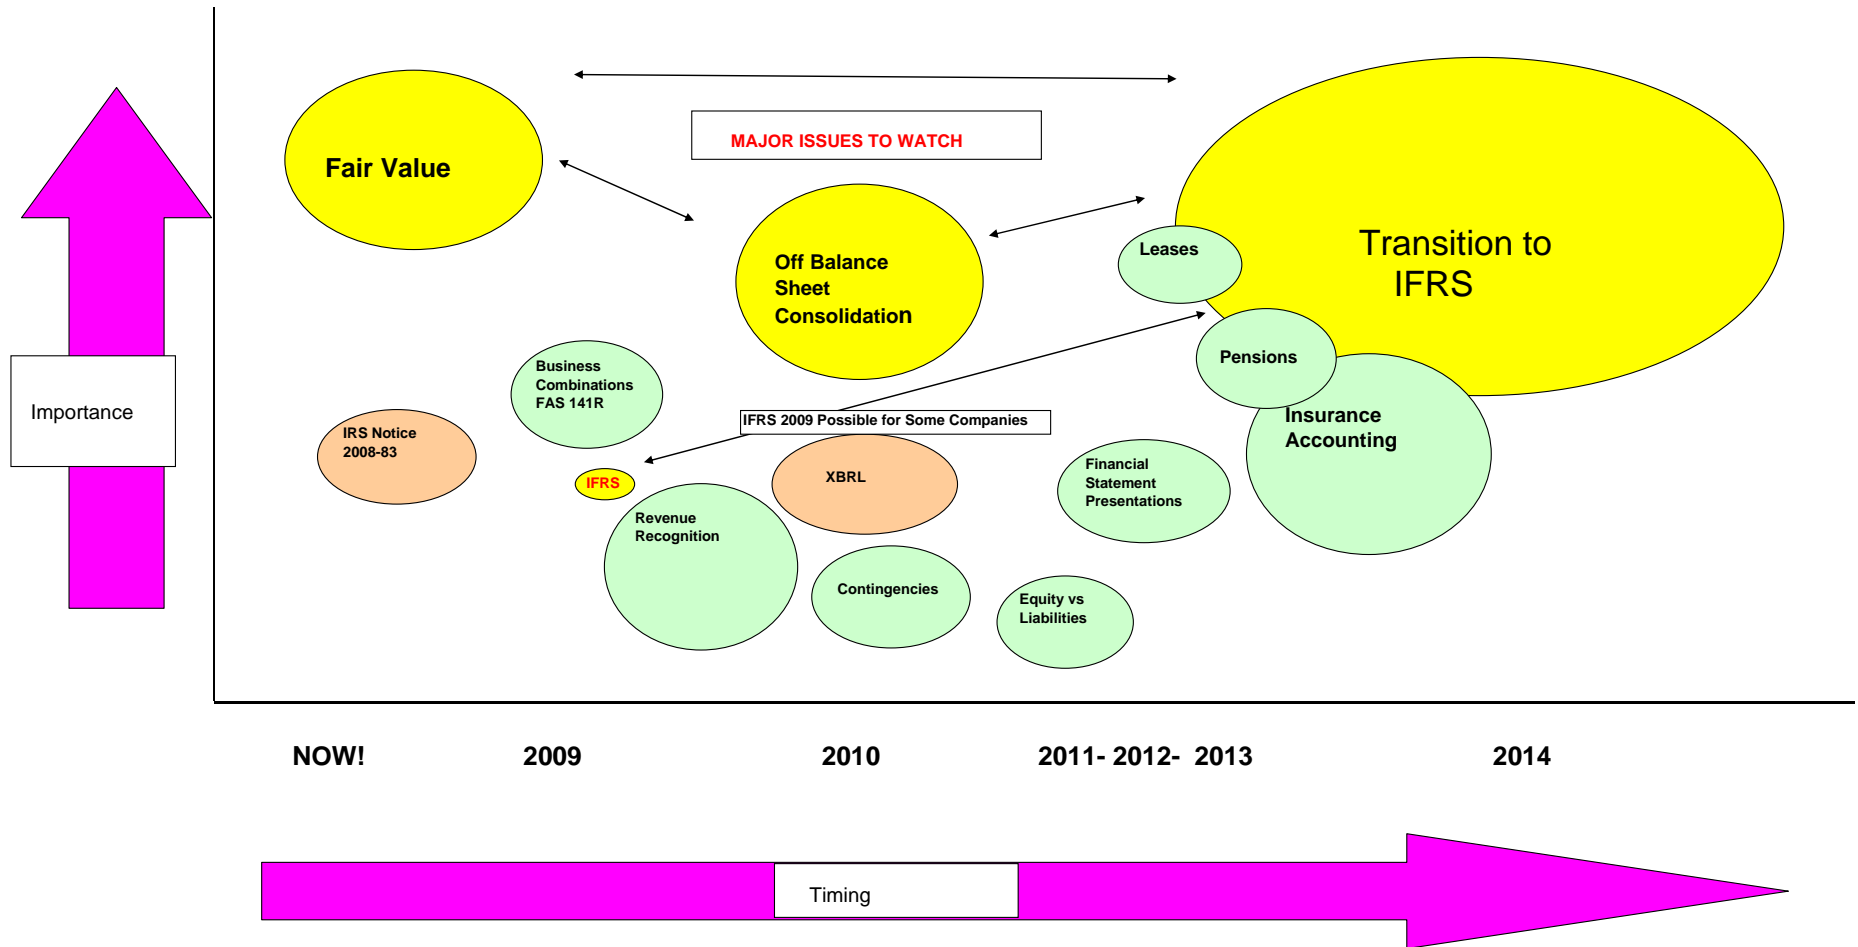 MAJOR ISSUES TO WATCH
Fair Value
Transition to
IFRS
Leases
Off Balance
Sheet
Consolidation
Pensions
Business
Combinations
FAS 141R
Importance
IFRS 2009 Possible for Some Companies
Insurance
Accounting
IRS Notice
2008-83
IFRS
XBRL
Financial
Statement
Presentations
Revenue
Recognition
Contingencies
Equity vs
Liabilities
NOW!
2009
2010
2011- 2012- 2013
2014
Timing